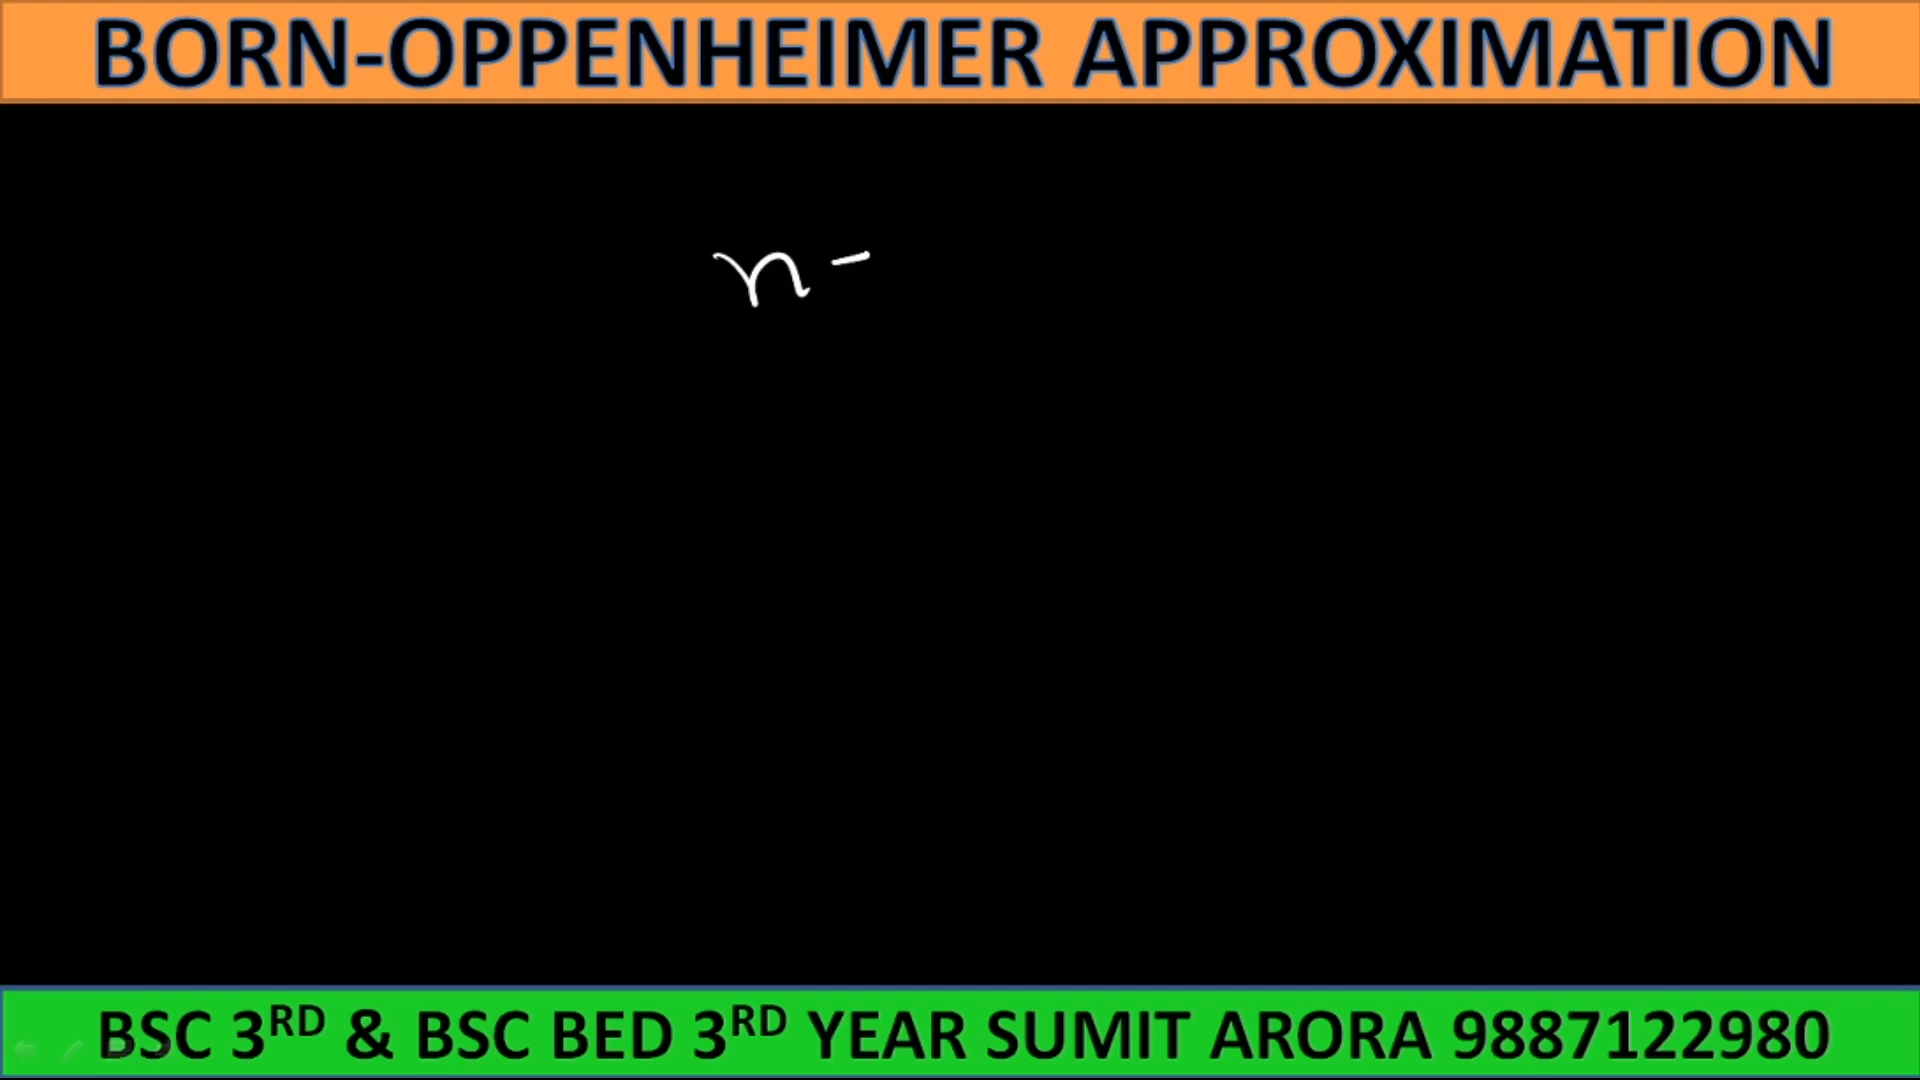 BORN-OPPENHEIMER APPROXIMATION
n-
BSC 3RD & BSC BED 3RD YEAR SUMIT ARORA 9887122980